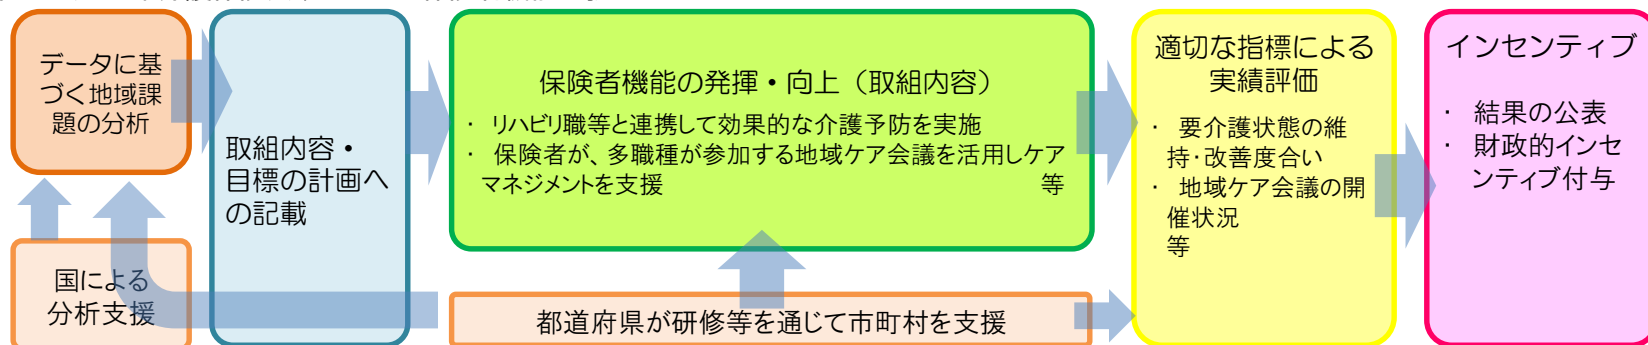 データに基
づく地域課
題の分析
国による
分析支援
取組内容・
目標の計画へ
の記載
保険者機能の発揮・向上（取組内容）
・ リハビリ職等と連携して効果的な介護予防を実施
・ 保険者が、多職種が参加する地域ケア会議を活用しケア
マネジメントを支援 等
都道府県が研修等を通じて市町村を支援
適切な指標による
実績評価
・ 要介護状態の維
持・改善度合い
・ 地域ケア会議の開
催状況
等
インセンティブ
・ 結果の公表
・ 財政的インセ
ンティブ付与